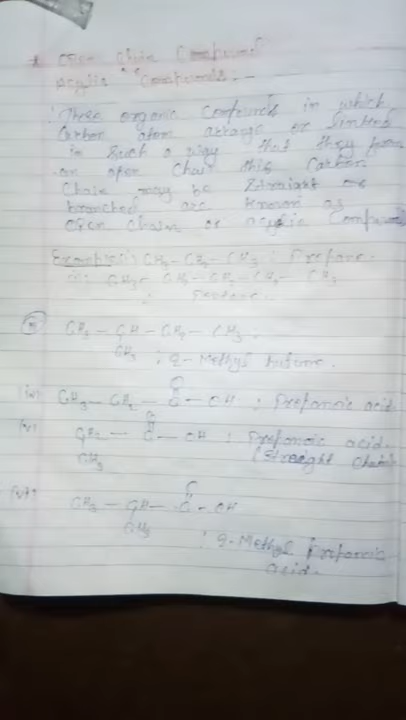 * Open Chain Compound
Acyclic Compounds. -
Those organic Compounds in which
Carbon atom arrange or linked
in such a way that they form
an open Chain this Carbon
Chain may be Straight or
branched are known as
Open Chain or acyclic Compound
Examples: CH3 - CH2 - CH3 : Propane.
CH3 - CH2 - CH2 - CH2 - CH3
: Pentane.
CH3 - CH - CH2 - CH3 :
CH3 ; 2-Methyl butane.
O
(iv) CH3 - CH2 - C - OH ; Propanoic acid
O
(v) CH2 - C - OH : Propanoic acid.
CH3 (Straight Chain)
O
(vi) CH3 - CH - C - OH
CH3
: 2-Methyl Propanoic
acid.